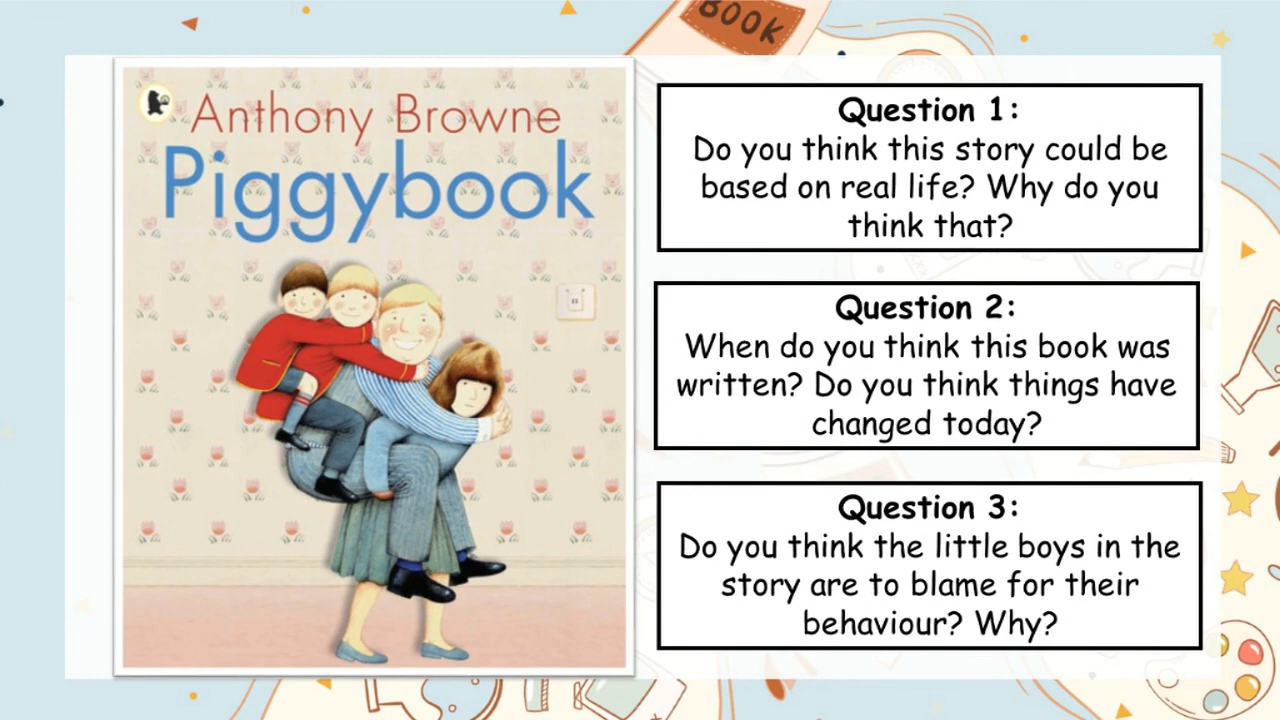 BOOK
Anthony Browne
Piggybook
Question 1:
Do you think this story could be
based on real life? Why do you
think that?
Question 2:
When do you think this book was
written? Do you think things have
changed today?
Question 3:
Do you think the little boys in the
story are to blame for their
behaviour? Why?